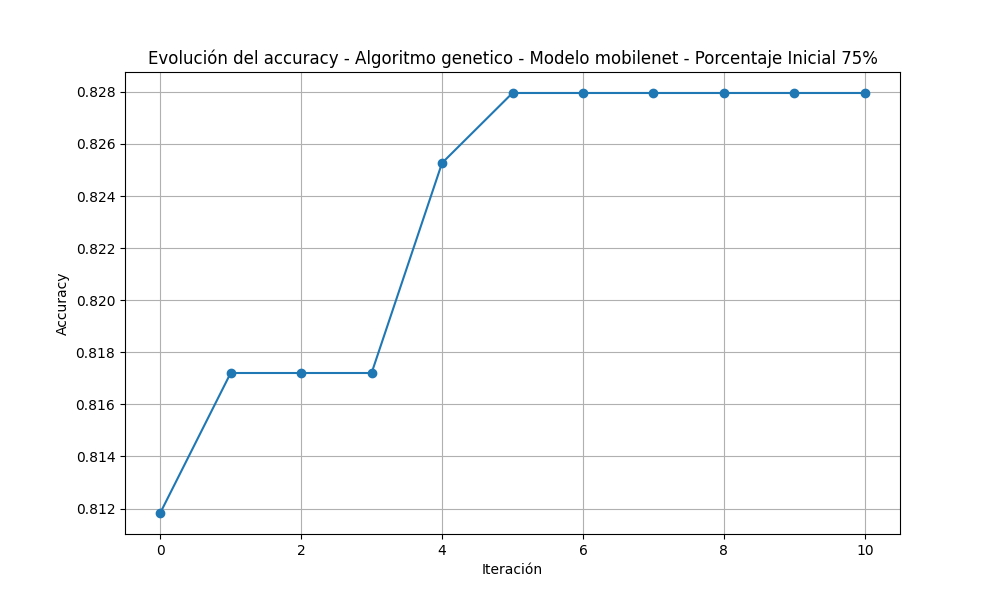 Evolución del accuracy - Algoritmo genetico - Modelo mobilenet - Porcentaje Inicial 75%
0.828
0.826
0.824
0.822
0.820
0.818
0.816
0.814
0.812
Accuracy
0 2 4 6 8 10
Iteración